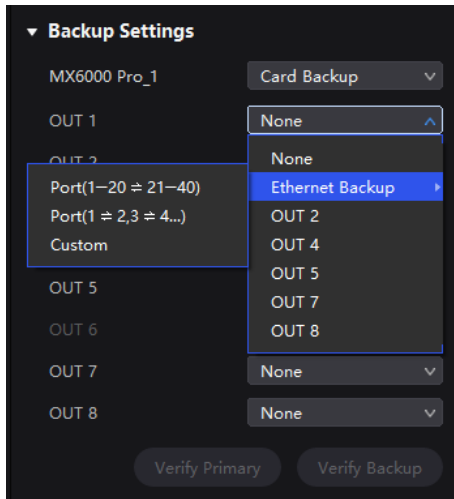 Backup Settings
MX6000 Pro_1 Card Backup
OUT 1 None
OUT 2 None
Port(1—20 ⇌ 21—40) Ethernet Backup
Port(1 ⇌ 2,3 ⇌ 4...) OUT 2
Custom OUT 4
OUT 5
OUT 5 OUT 7
OUT 6 OUT 8
OUT 7 None
OUT 8 None
Verify Primary Verify Backup